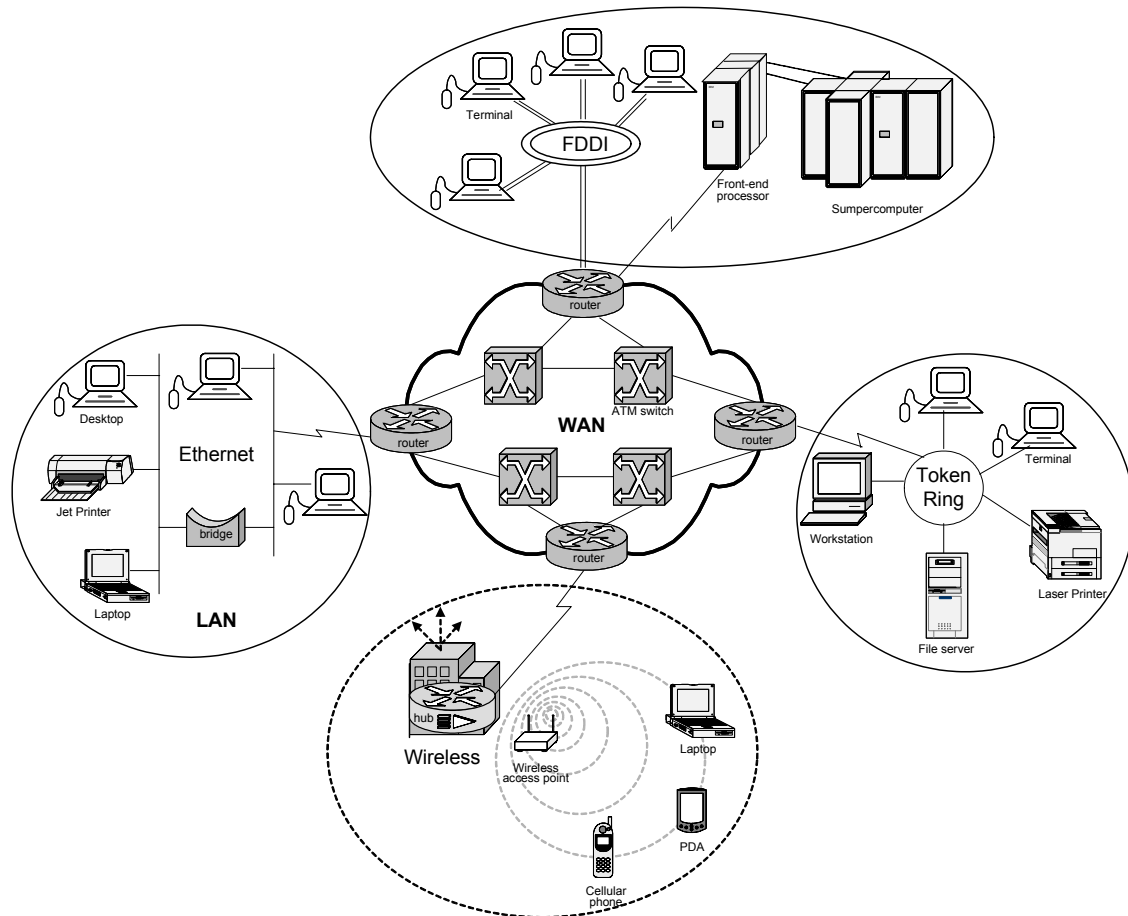 Terminal
FDDI
Front-end
processor
Sumpercomputer
router
ATM switch
WAN
router
router
router
Desktop
Ethernet
Jet Printer
bridge
Laptop
LAN
Terminal
Token
Ring
Workstation
Laser Printer
File server
hub
Wireless
Wireless
access point
Laptop
PDA
Cellular
phone